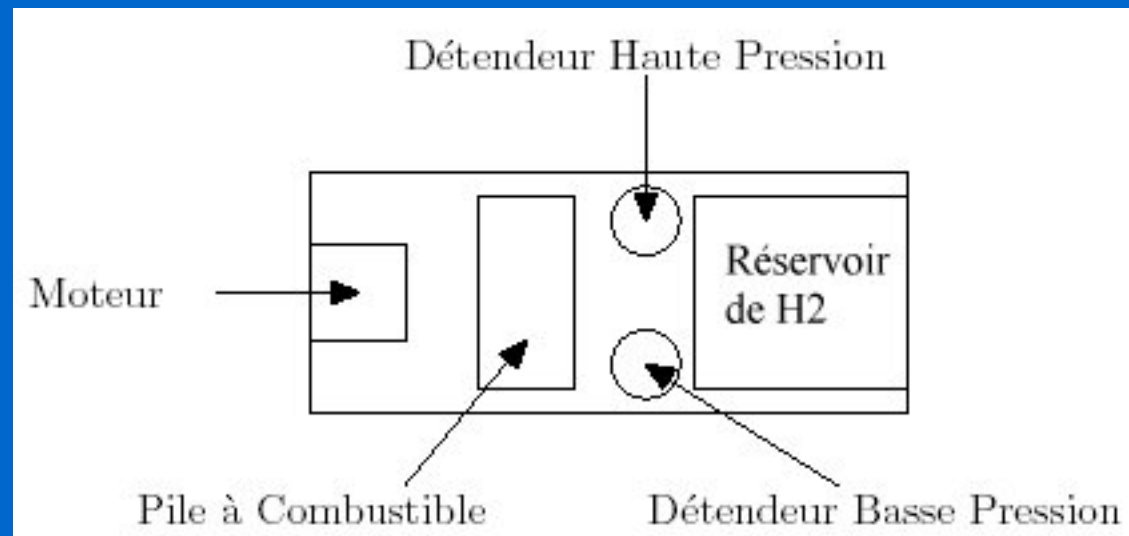 Détendeur Haute Pression
Réservoir
de H2
Moteur
Pile à Combustible
Détendeur Basse Pression